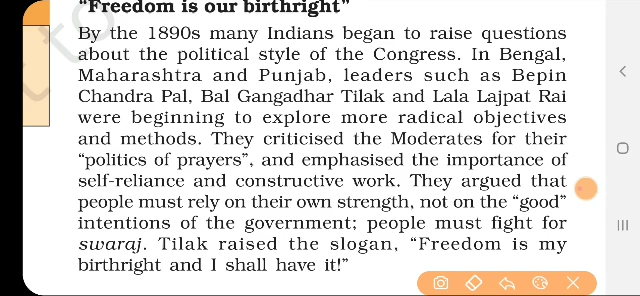 “Freedom is our birthright”
By the 1890s many Indians began to raise questions
about the political style of the Congress. In Bengal,
Maharashtra and Punjab, leaders such as Bepin
Chandra Pal, Bal Gangadhar Tilak and Lala Lajpat Rai
were beginning to explore more radical objectives
and methods. They criticised the Moderates for their
“politics of prayers”, and emphasised the importance of
self-reliance and constructive work. They argued that
people must rely on their own strength, not on the “good”
intentions of the government; people must fight for
swaraj. Tilak raised the slogan, “Freedom is my
birthright and I shall have it!”